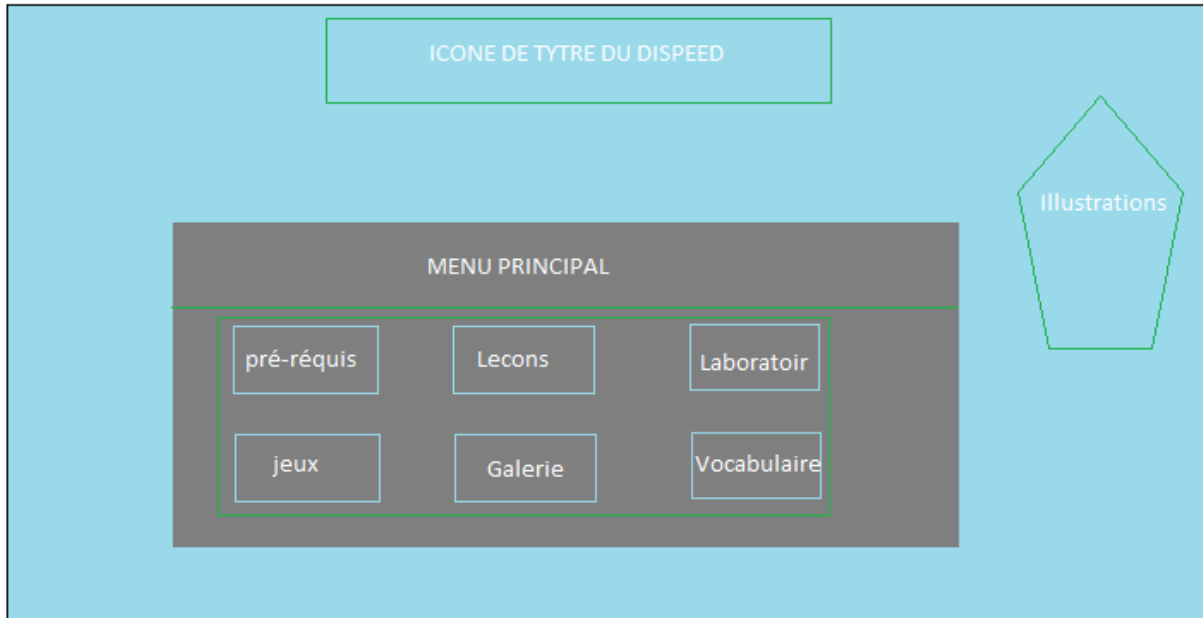 ICONE DE TYTRE DU DISPEED
Illustrations
MENU PRINCIPAL
pré-réquis
Lecons
Laboratoir
jeux
Galerie
Vocabulaire